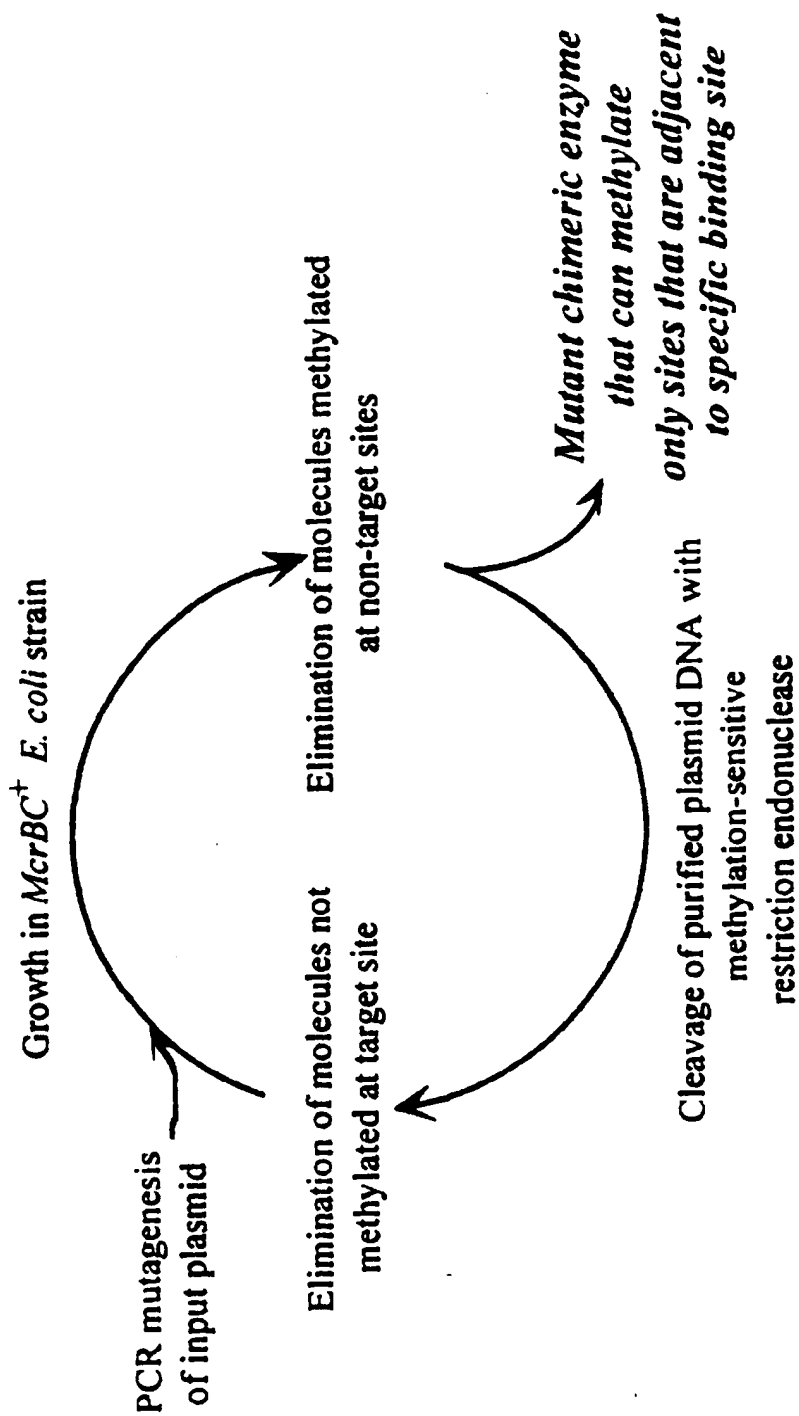 Growth in McrBC+ E. coli strain
PCR mutagenesis
of input plasmid
Elimination of molecules not
methylated at target site
Elimination of molecules methylated
at non-target sites
Mutant chimeric enzyme
that can methylate
only sites that are adjacent
to specific binding site
Cleavage of purified plasmid DNA with
methylation-sensitive
restriction endonuclease